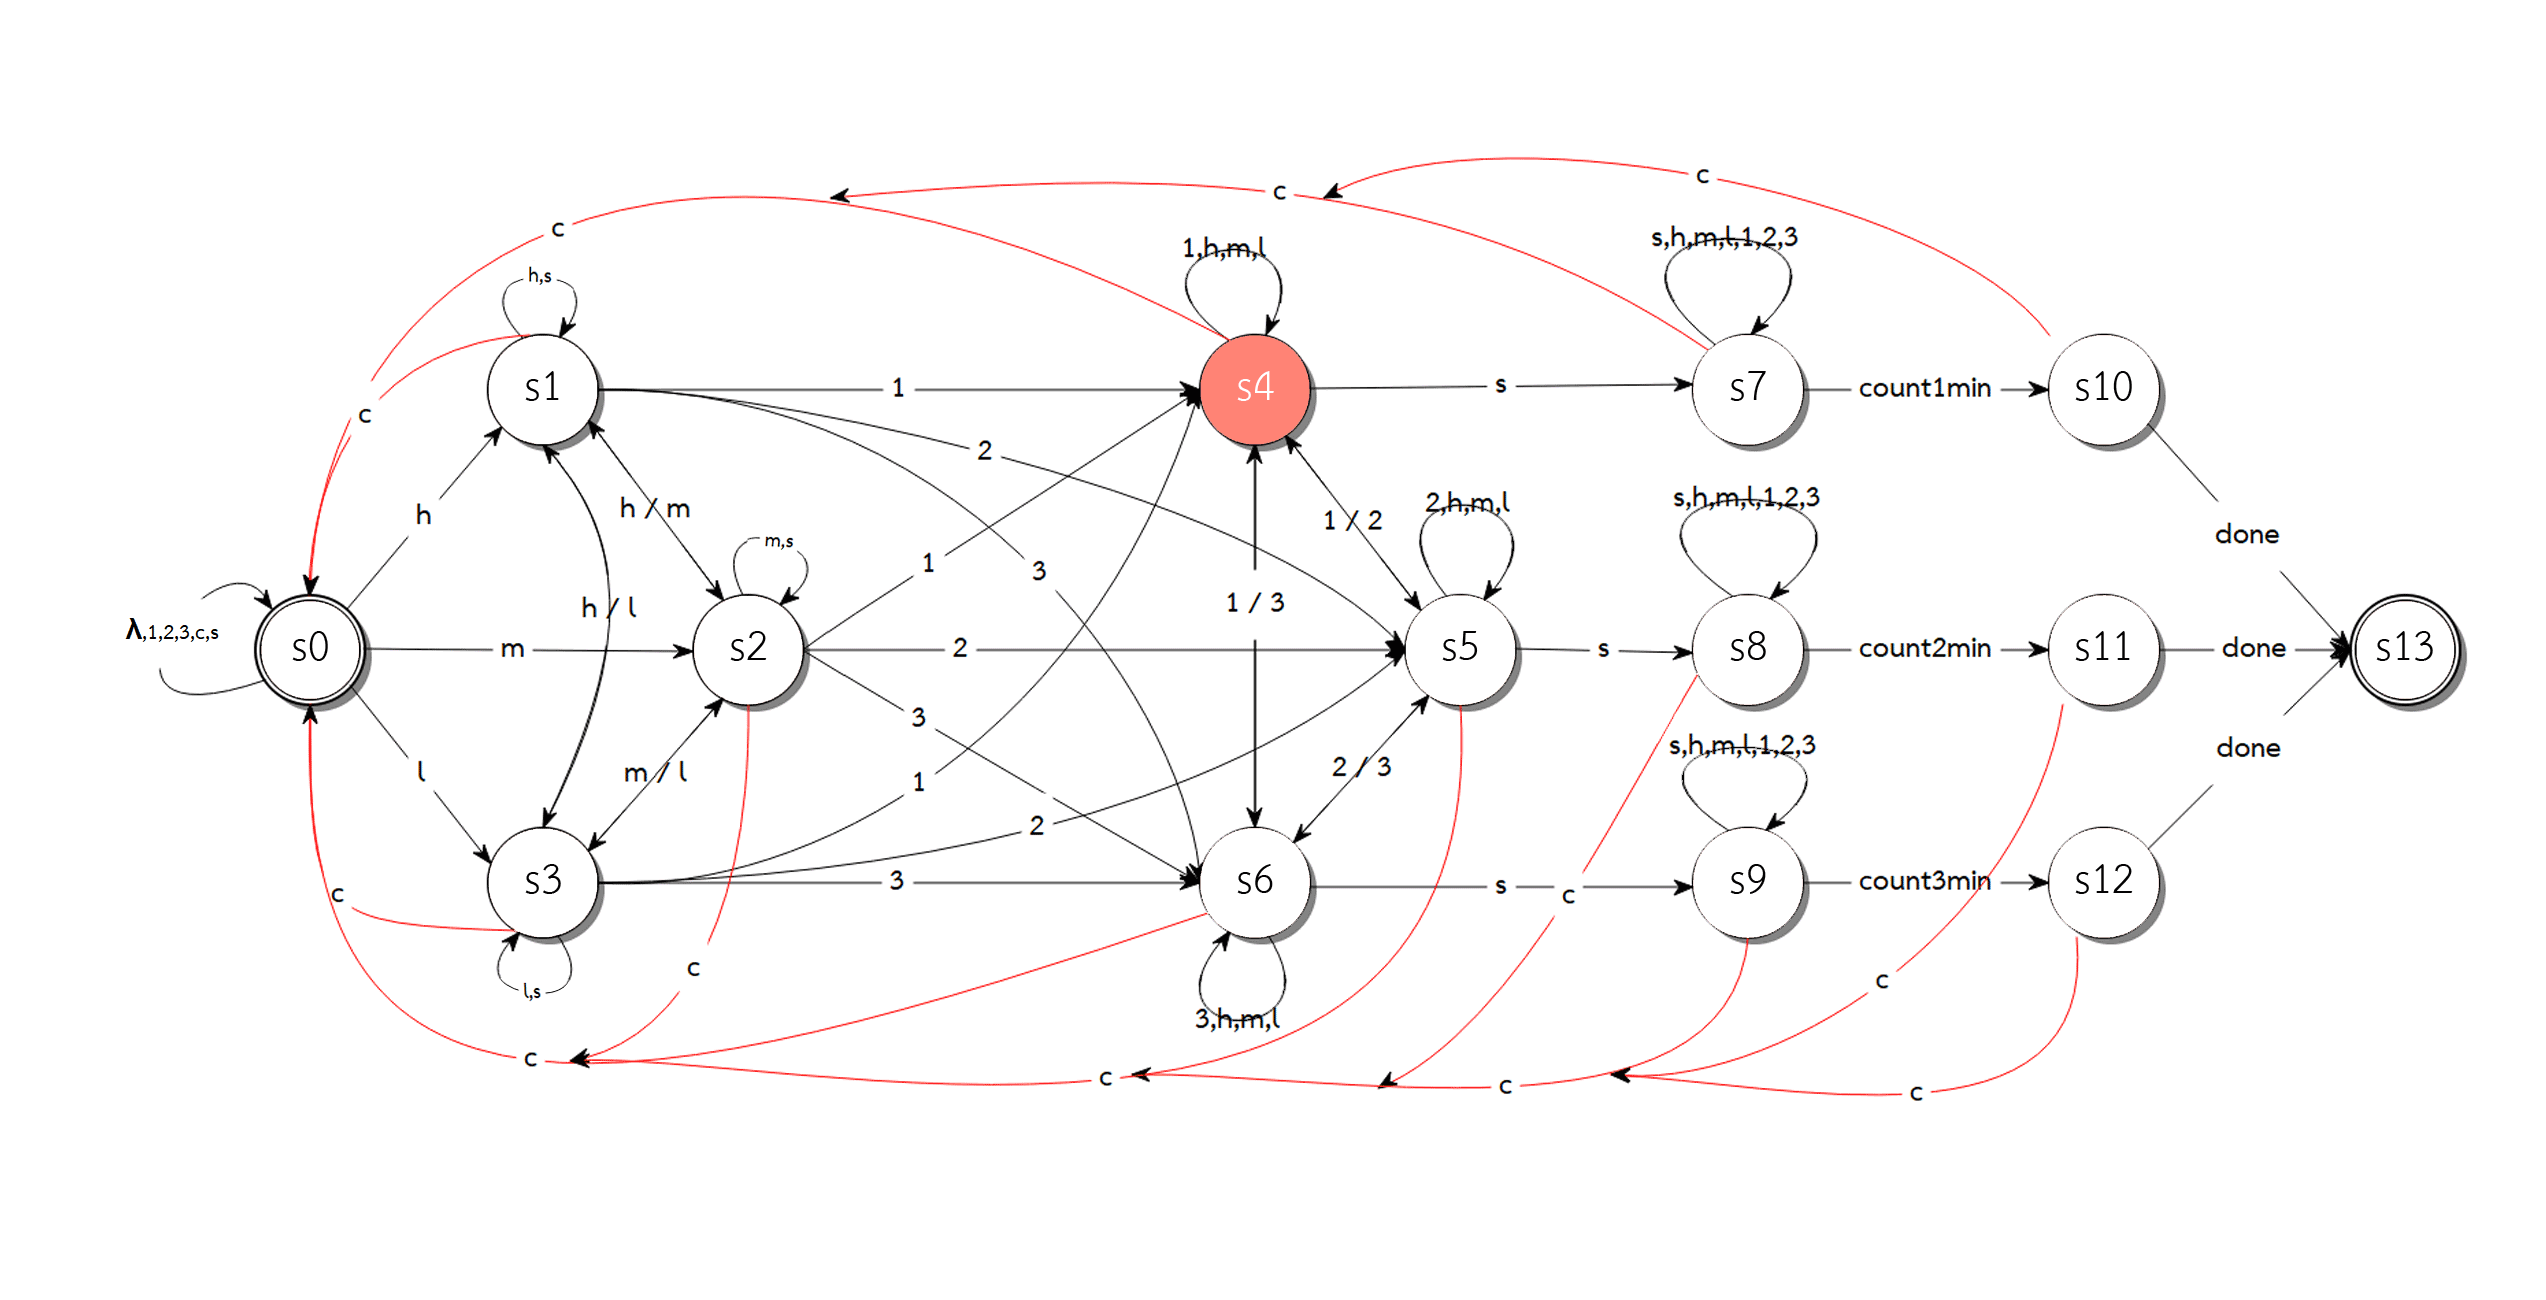 c
c
c
s,h,m,l,1,2,3
1,h,m,l
h,s
s1
1
s4
s
s7
count1min
s10
c
2
h
h / m
1 / 2
2,h,m,l
s,h,m,l,1,2,3
done
m,s
1
3
h / l
1 / 3
λ,1,2,3,c,s
s0
m
s2
2
s5
s
s8
count2min
s11
done
s13
3
l
m / l
1
2 / 3
s,h,m,l,1,2,3
done
2
s3
3
s6
s
c
s9
count3min
s12
c
l,s
c
3,h,m,l
c
c
c
c
c